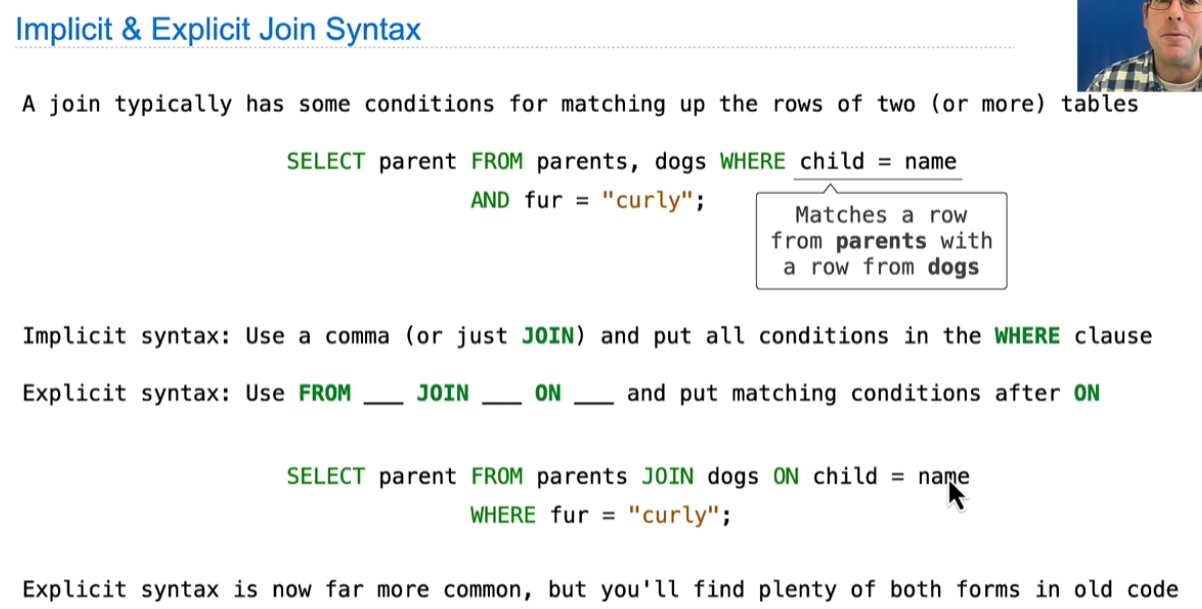 Implicit & Explicit Join Syntax
A join typically has some conditions for matching up the rows of two (or more) tables
SELECT parent FROM parents, dogs WHERE child = name
AND fur = "curly";
Matches a row
from parents with
a row from dogs
Implicit syntax: Use a comma (or just JOIN) and put all conditions in the WHERE clause
Explicit syntax: Use FROM ___ JOIN ___ ON ___ and put matching conditions after ON
SELECT parent FROM parents JOIN dogs ON child = name
WHERE fur = "curly";
Explicit syntax is now far more common, but you'll find plenty of both forms in old code